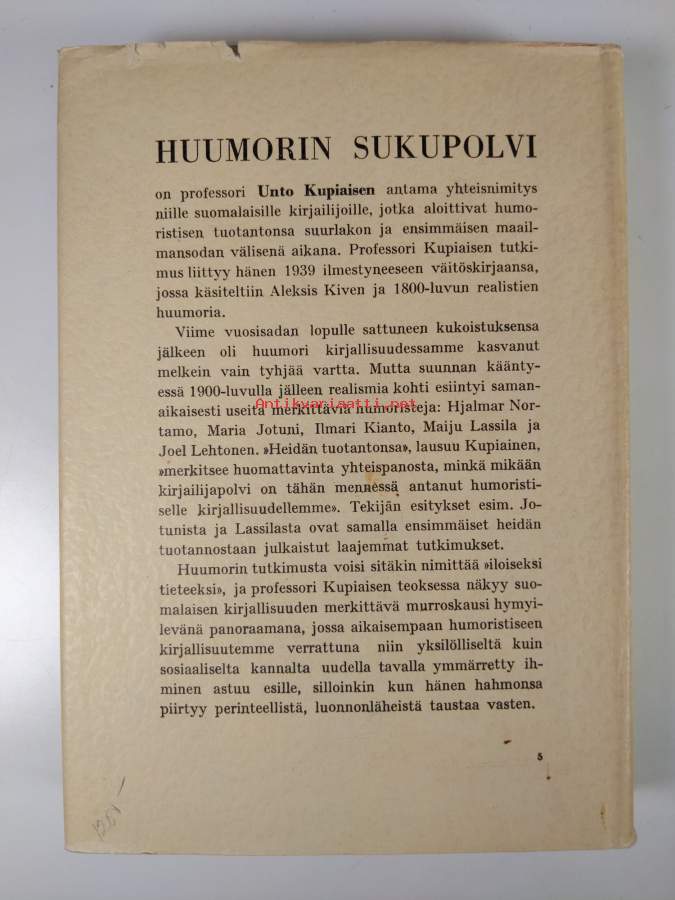 HUUMORIN SUKUPOLVI
on professori Unto Kupiaisen antama yhteisnimitys
niille suomalaisille kirjailijoille, jotka aloittivat humo-
ristisen tuotantonsa suurlakon ja ensimmäisen maail-
mansodan välisenä aikana. Professori Kupiaisen tutki-
mus liittyy hänen 1939 ilmestyneeseen väitöskirjaansa,
jossa käsiteltiin Aleksis Kiven ja 1800-luvun realistien
huumoria.
Viime vuosisadan lopulle sattuneen kukoistuksensa
jälkeen oli huumori kirjallisuudessamme kasvanut
melkein vain tyhjää vartta. Mutta suunnan käänty-
essä 1900-luvulla jälleen realismia kohti esiintyi saman-
Antikvariaatti.net
aikaisesti useita merkittäviä humoristeja: Hjalmar Nor-
tamo, Maria Jotuni, Ilmari Kianto, Maiju Lassila ja
Joel Lehtonen. »Heidän tuotantonsa», lausuu Kupiainen,
»merkitsee huomattavinta yhteispanosta, minkä mikään
kirjailijapolvi on tähän mennessä antanut humoristi-
selle kirjallisuudellemme». Tekijän esitykset esim. Jo-
tunista ja Lassilasta ovat samalla ensimmäiset heidän
tuotannostaan julkaistut laajemmat tutkimukset.
Huumorin tutkimusta voisi sitäkin nimittää »iloiseksi
tieteeksi», ja professori Kupiaisen teoksessa näkyy suo-
malaisen kirjallisuuden merkittävä murroskausi hymyi-
levänä panoraamana, jossa aikaisempaan humoristiseen
kirjallisuutemme verrattuna niin yksilölliseltä kuin
sosiaaliselta kannalta uudella tavalla ymmärretty ih-
minen astuu esille, silloinkin kun hänen hahmonsa
piirtyy perinteellistä, luonnonläheistä taustaa vasten.
5